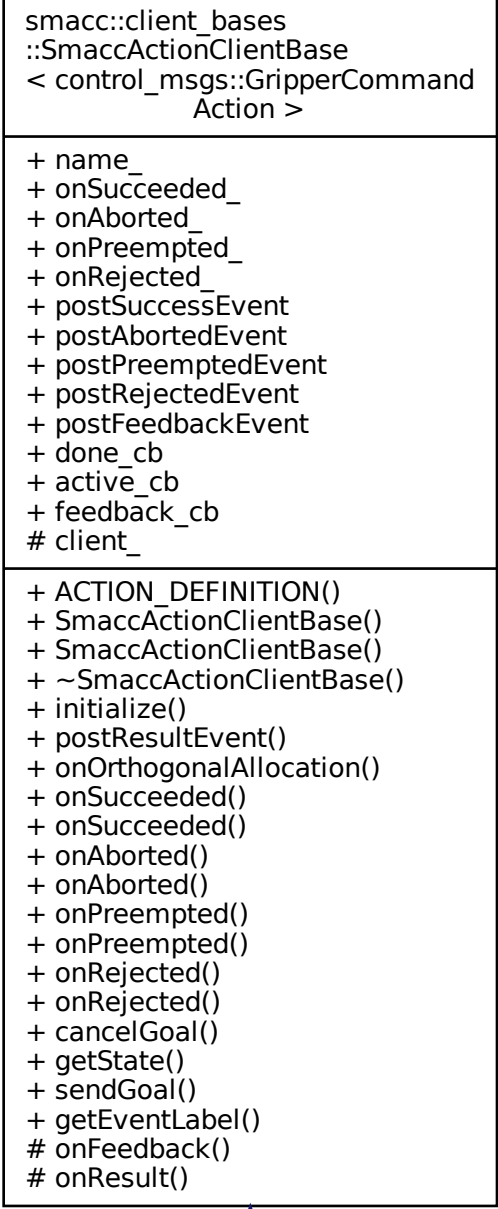 smacc::client_bases
::SmaccActionClientBase
< control_msgs::GripperCommand
Action >
+ name_
+ onSucceeded_
+ onAborted_
+ onPreempted_
+ onRejected_
+ postSuccessEvent
+ postAbortedEvent
+ postPreemptedEvent
+ postRejectedEvent
+ postFeedbackEvent
+ done_cb
+ active_cb
+ feedback_cb
# client_
+ ACTION_DEFINITION()
+ SmaccActionClientBase()
+ SmaccActionClientBase()
+ ~SmaccActionClientBase()
+ initialize()
+ postResultEvent()
+ onOrthogonalAllocation()
+ onSucceeded()
+ onSucceeded()
+ onAborted()
+ onAborted()
+ onPreempted()
+ onPreempted()
+ onRejected()
+ onRejected()
+ cancelGoal()
+ getState()
+ sendGoal()
+ getEventLabel()
# onFeedback()
# onResult()